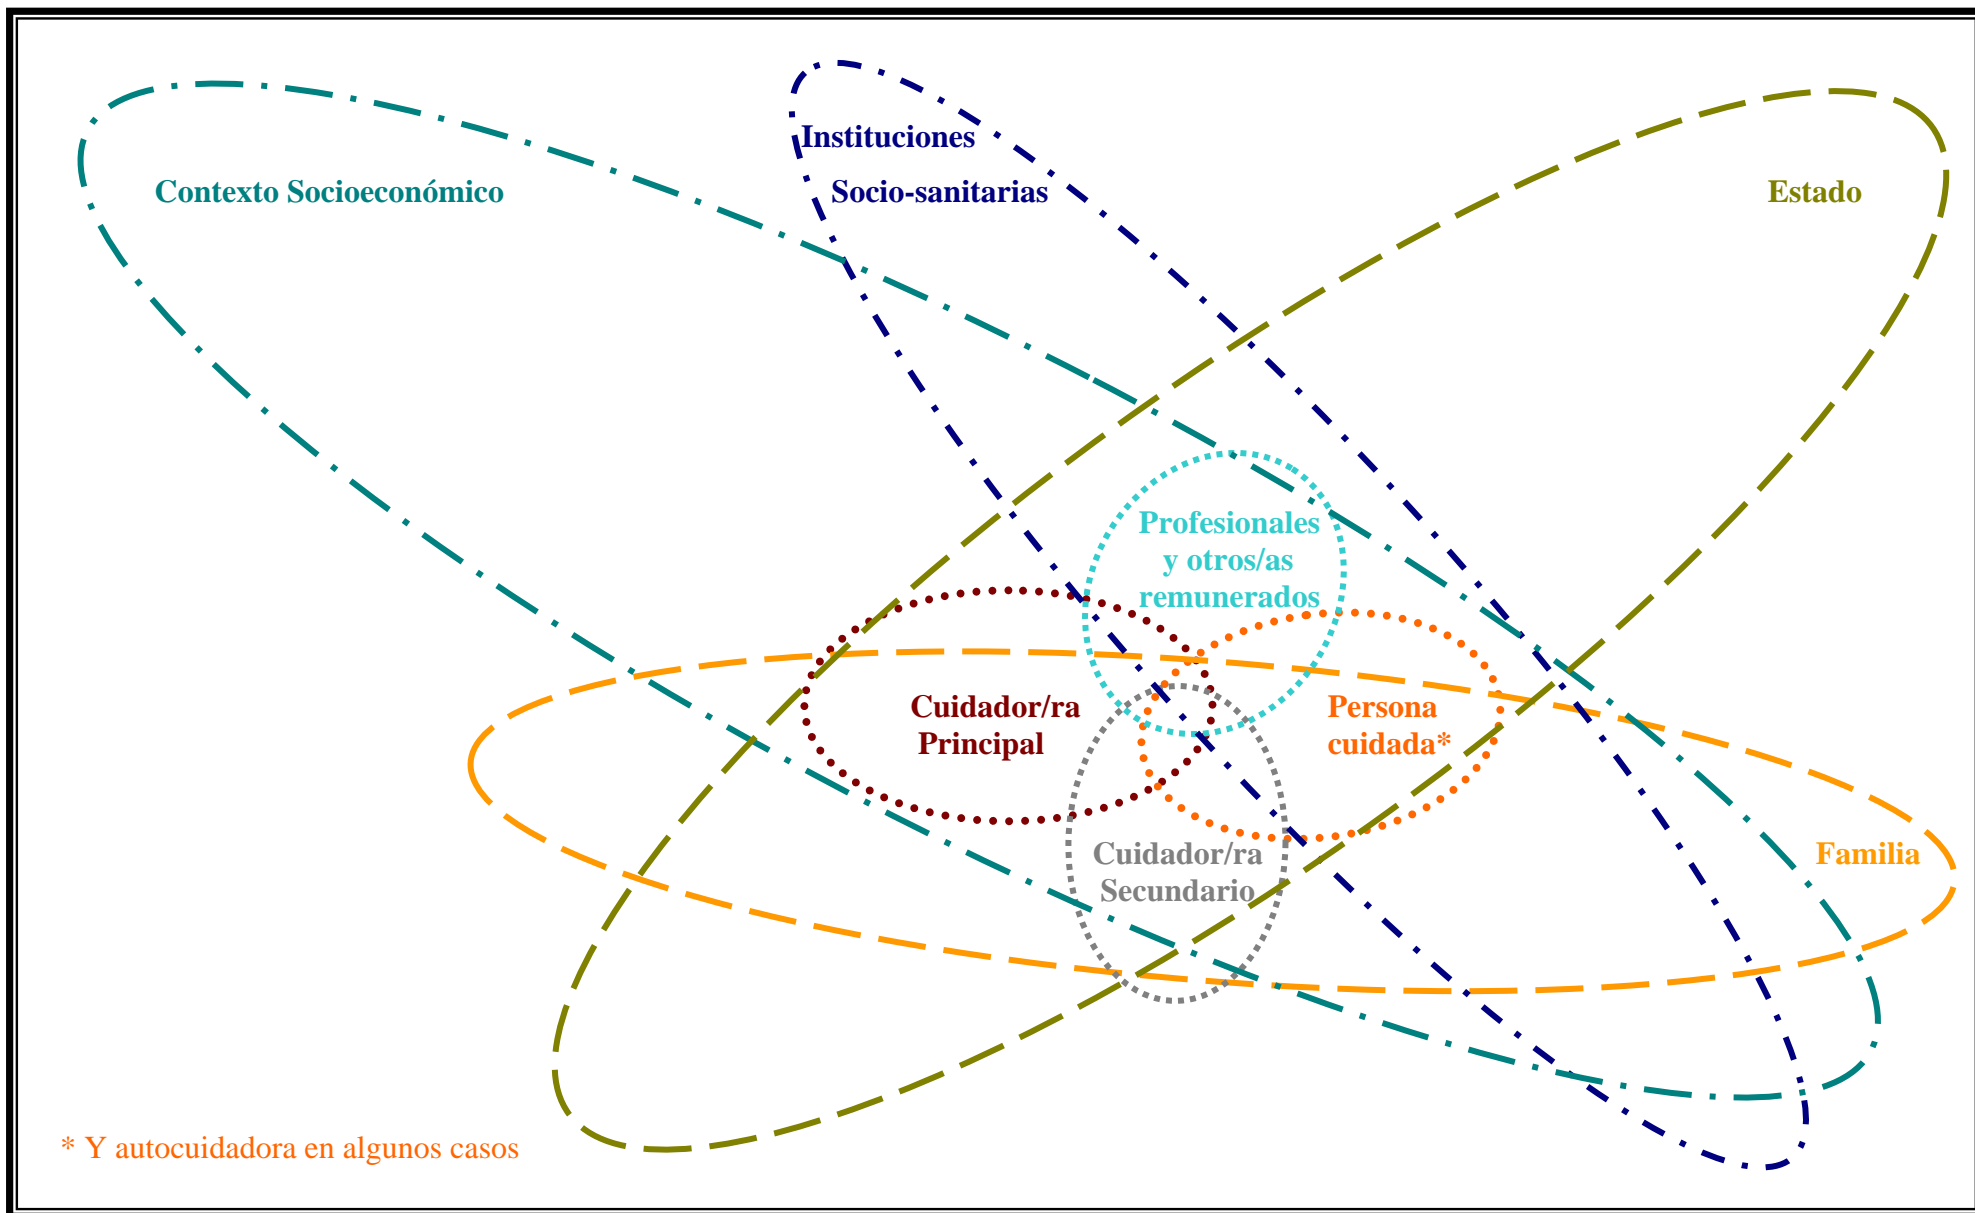 Instituciones
Socio-sanitarias
Contexto Socioeconómico
Estado
Profesionales
y otros/as
remunerados
Cuidador/ra
Principal
Persona
cuidada*
Cuidador/ra
Secundario
Familia
* Y autocuidadora en algunos casos